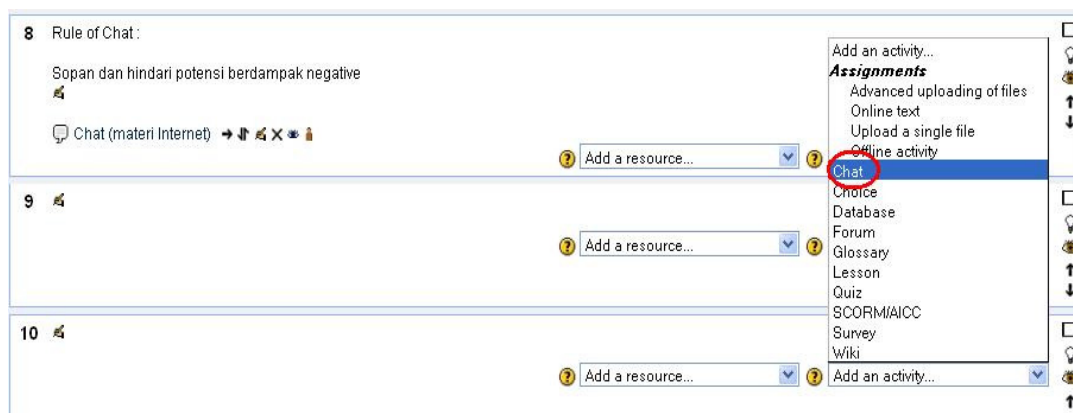 8 Rule of Chat :
Sopan dan hindari potensi berdampak negative
Chat (materi Internet)
Add a resource...
Add an activity...
Assignments
Advanced uploading of files
Online text
Upload a single file
Offline activity
Chat
Choice
Database
Forum
Glossary
Lesson
Quiz
SCORM/AICC
Survey
Wiki
9
Add a resource...
10
Add a resource...
Add an activity...